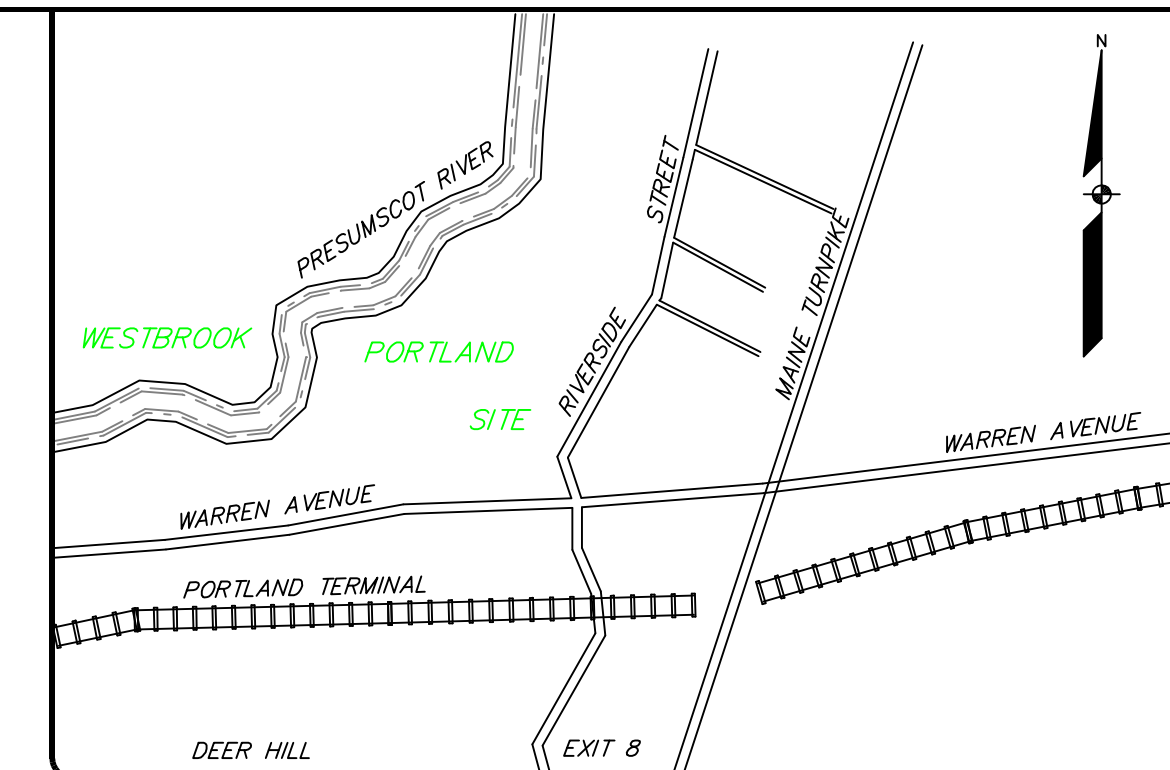 N
PRESUMSCOT RIVER
STREET
MAINE TURNPIKE
WESTBROOK
PORTLAND
RIVERSIDE
SITE
WARREN AVENUE
WARREN AVENUE
PORTLAND TERMINAL
DEER HILL
EXIT 8